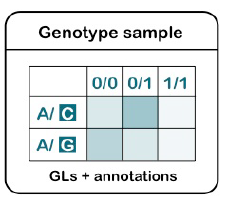 Genotype sample
0/0 0/1 1/1
A/ C
A/ G
GLs + annotations